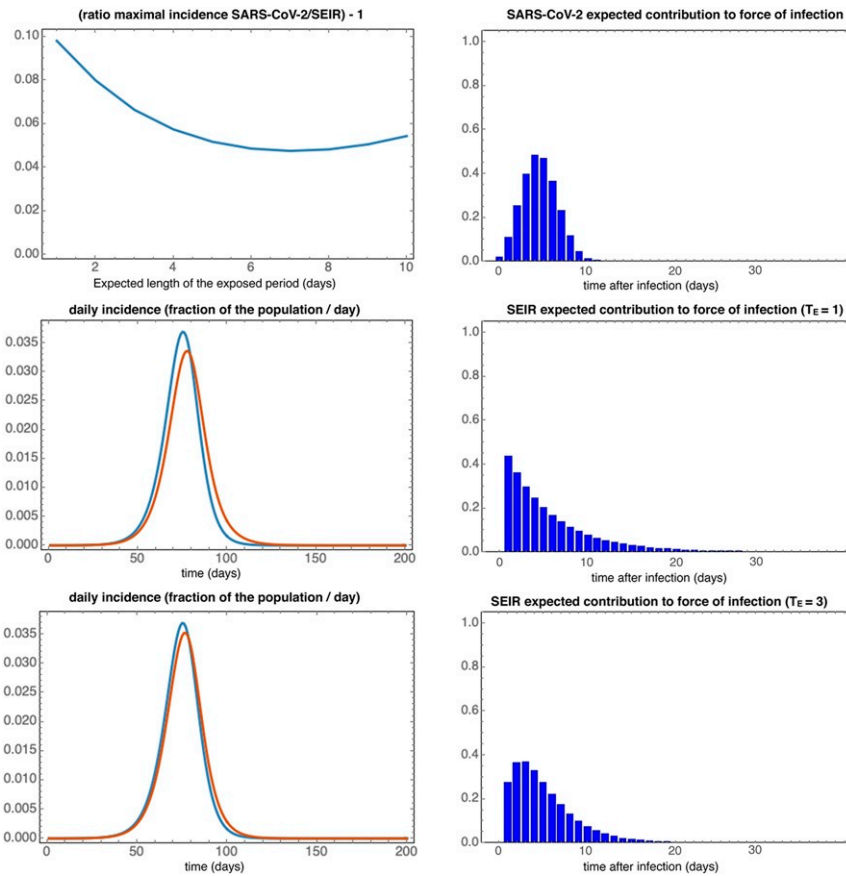 (ratio maximal incidence SARS-CoV-2/SEIR) - 1
0.10
0.08
0.06
0.04
0.02
0.00
2 4 6 8 10
Expected length of the exposed period (days)
SARS-CoV-2 expected contribution to force of infection
1.0
0.8
0.6
0.4
0.2
0.0
0 10 20 30
time after infection (days)
daily incidence (fraction of the population / day)
0.035
0.030
0.025
0.020
0.015
0.010
0.005
0.000
0 50 100 150 200
time (days)
SEIR expected contribution to force of infection (TE = 1)
1.0
0.8
0.6
0.4
0.2
0.0
0 10 20 30
time after infection (days)
daily incidence (fraction of the population / day)
0.035
0.030
0.025
0.020
0.015
0.010
0.005
0.000
0 50 100 150 200
time (days)
SEIR expected contribution to force of infection (TE = 3)
1.0
0.8
0.6
0.4
0.2
0.0
0 10 20 30
time after infection (days)